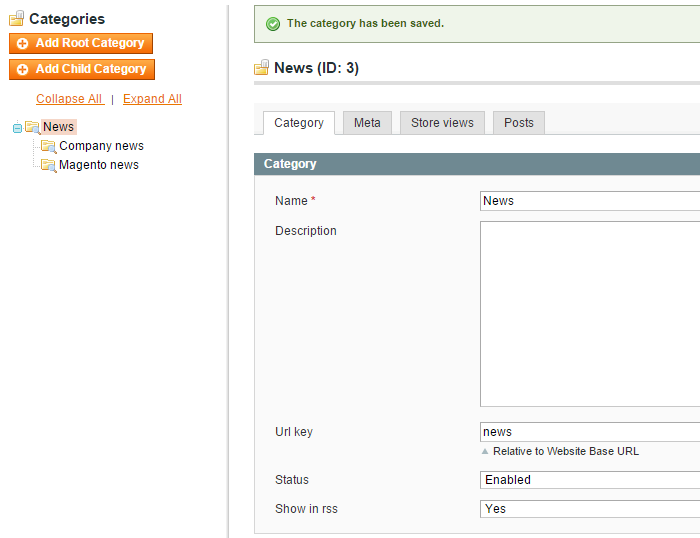 Categories
Add Root Category
Add Child Category
Collapse All | Expand All
News
Company news
Magento news
The category has been saved.
News (ID: 3)
Category Meta Store views Posts
Category
Name * News
Description
Url key news
Relative to Website Base URL
Status Enabled
Show in rss Yes